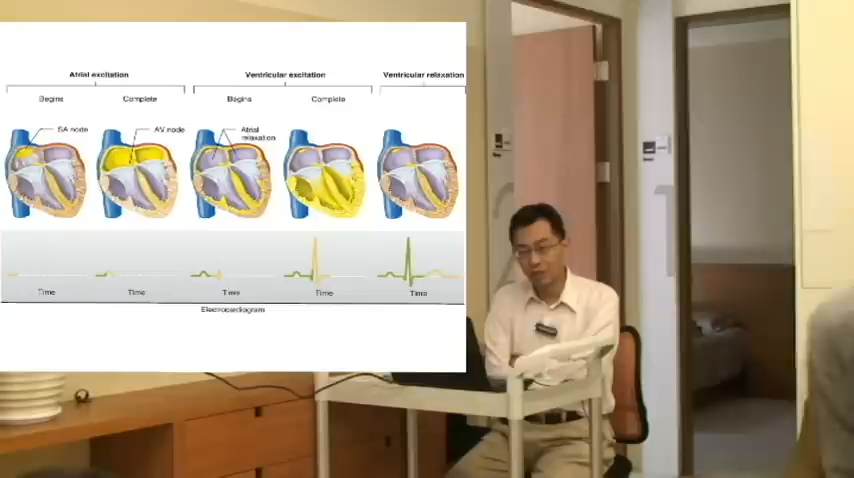 Atrial excitation
Ventricular excitation
Ventricular relaxation
Begins
Complete
Begins
Complete
SA node
AV node
Atrial
relaxation
Time
Time
Time
Time
Time
Electrocardiogram